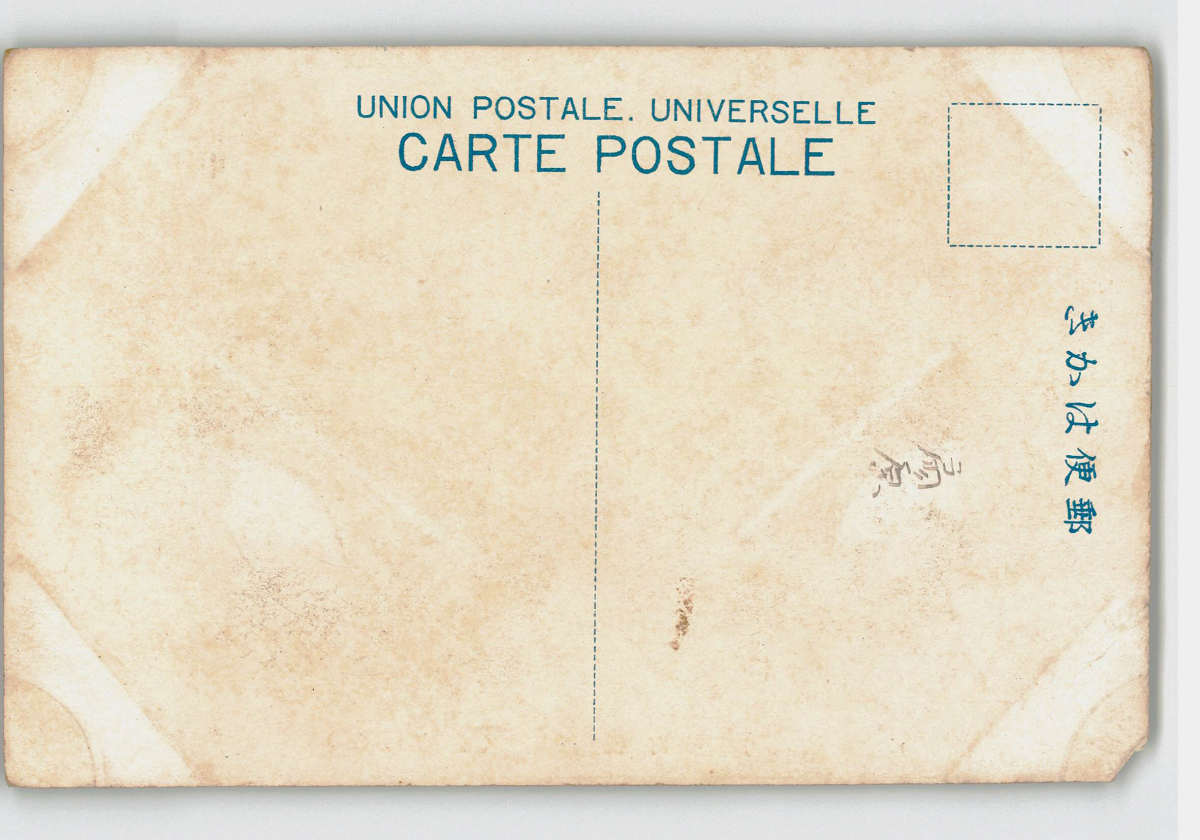 UNION POSTALE. UNIVERSELLE
CARTE POSTALE
郵便はかき